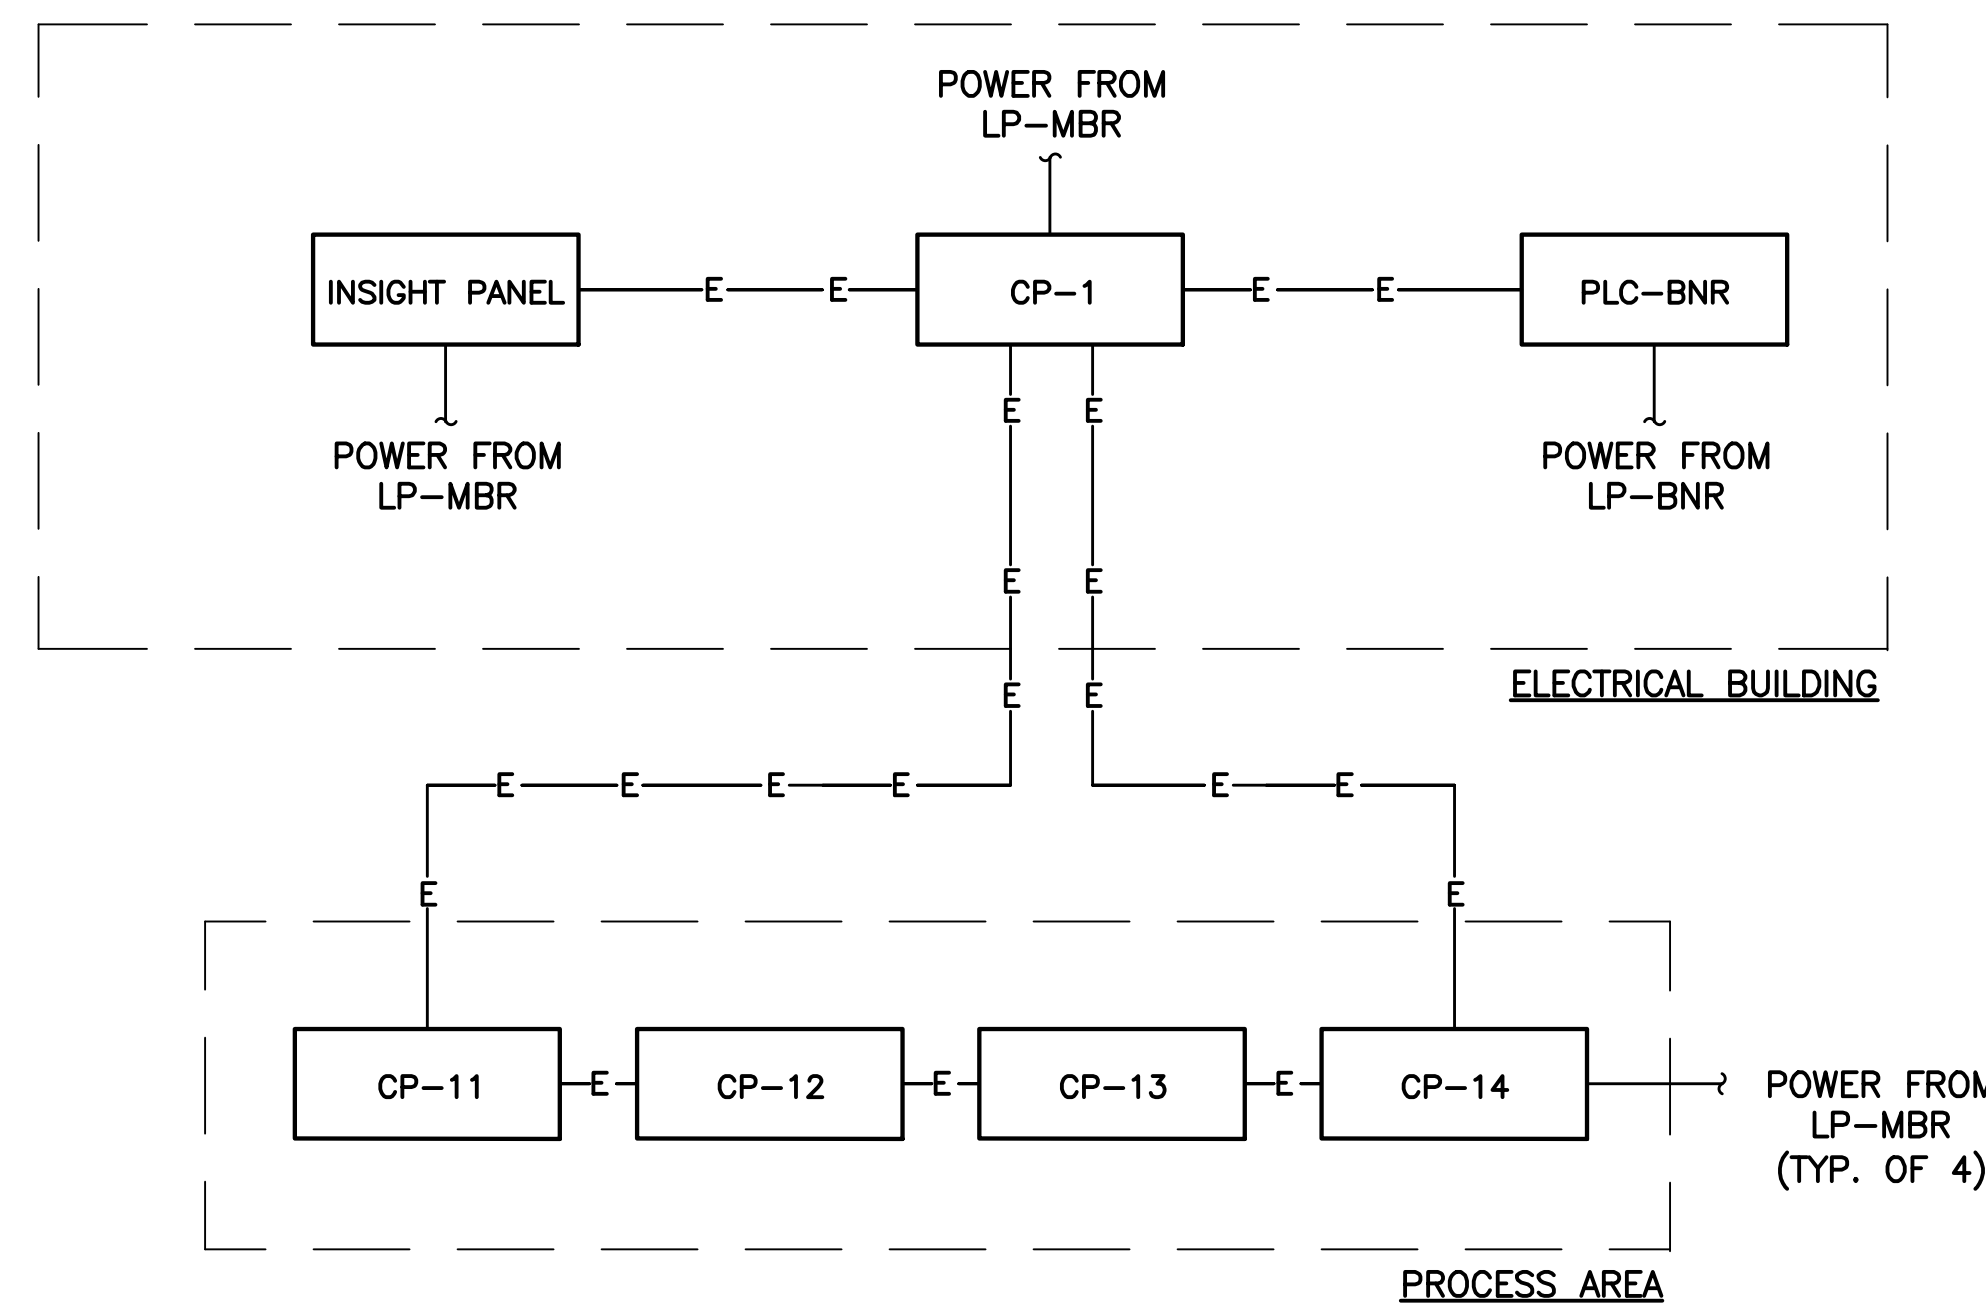 POWER FROM
LP-MBR
INSIGHT PANEL
E
E
CP-1
E
E
PLC-BNR
E
E
POWER FROM
LP-MBR
POWER FROM
LP-BNR
E
E
E
E
ELECTRICAL BUILDING
E
E
E
E
E
E
E
E
CP-11
E
CP-12
E
CP-13
E
CP-14
POWER FROM
LP-MBR
(TYP. OF 4)
PROCESS AREA